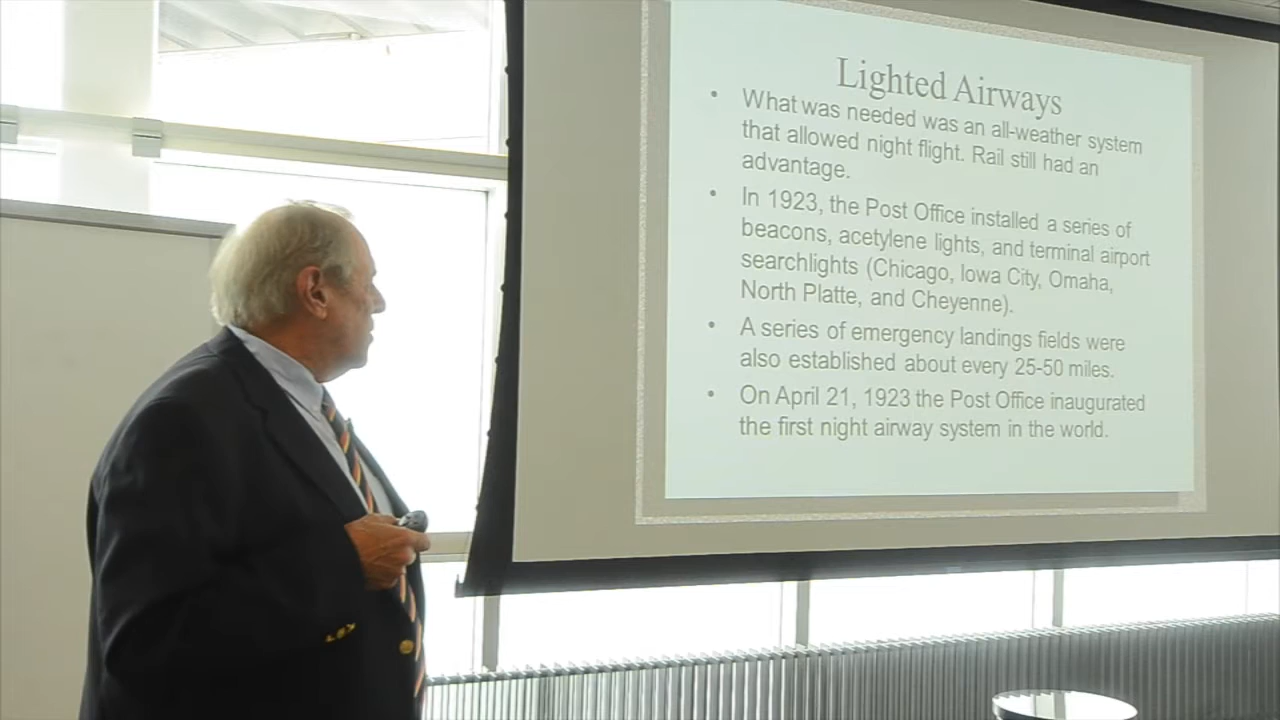 Lighted Airways
• What was needed was an all-weather system
that allowed night flight. Rail still had an
advantage.
• In 1923, the Post Office installed a series of
beacons, acetylene lights, and terminal airport
searchlights (Chicago, Iowa City, Omaha,
North Platte, and Cheyenne).
• A series of emergency landings fields were
also established about every 25-50 miles.
• On April 21, 1923 the Post Office inaugurated
the first night airway system in the world.